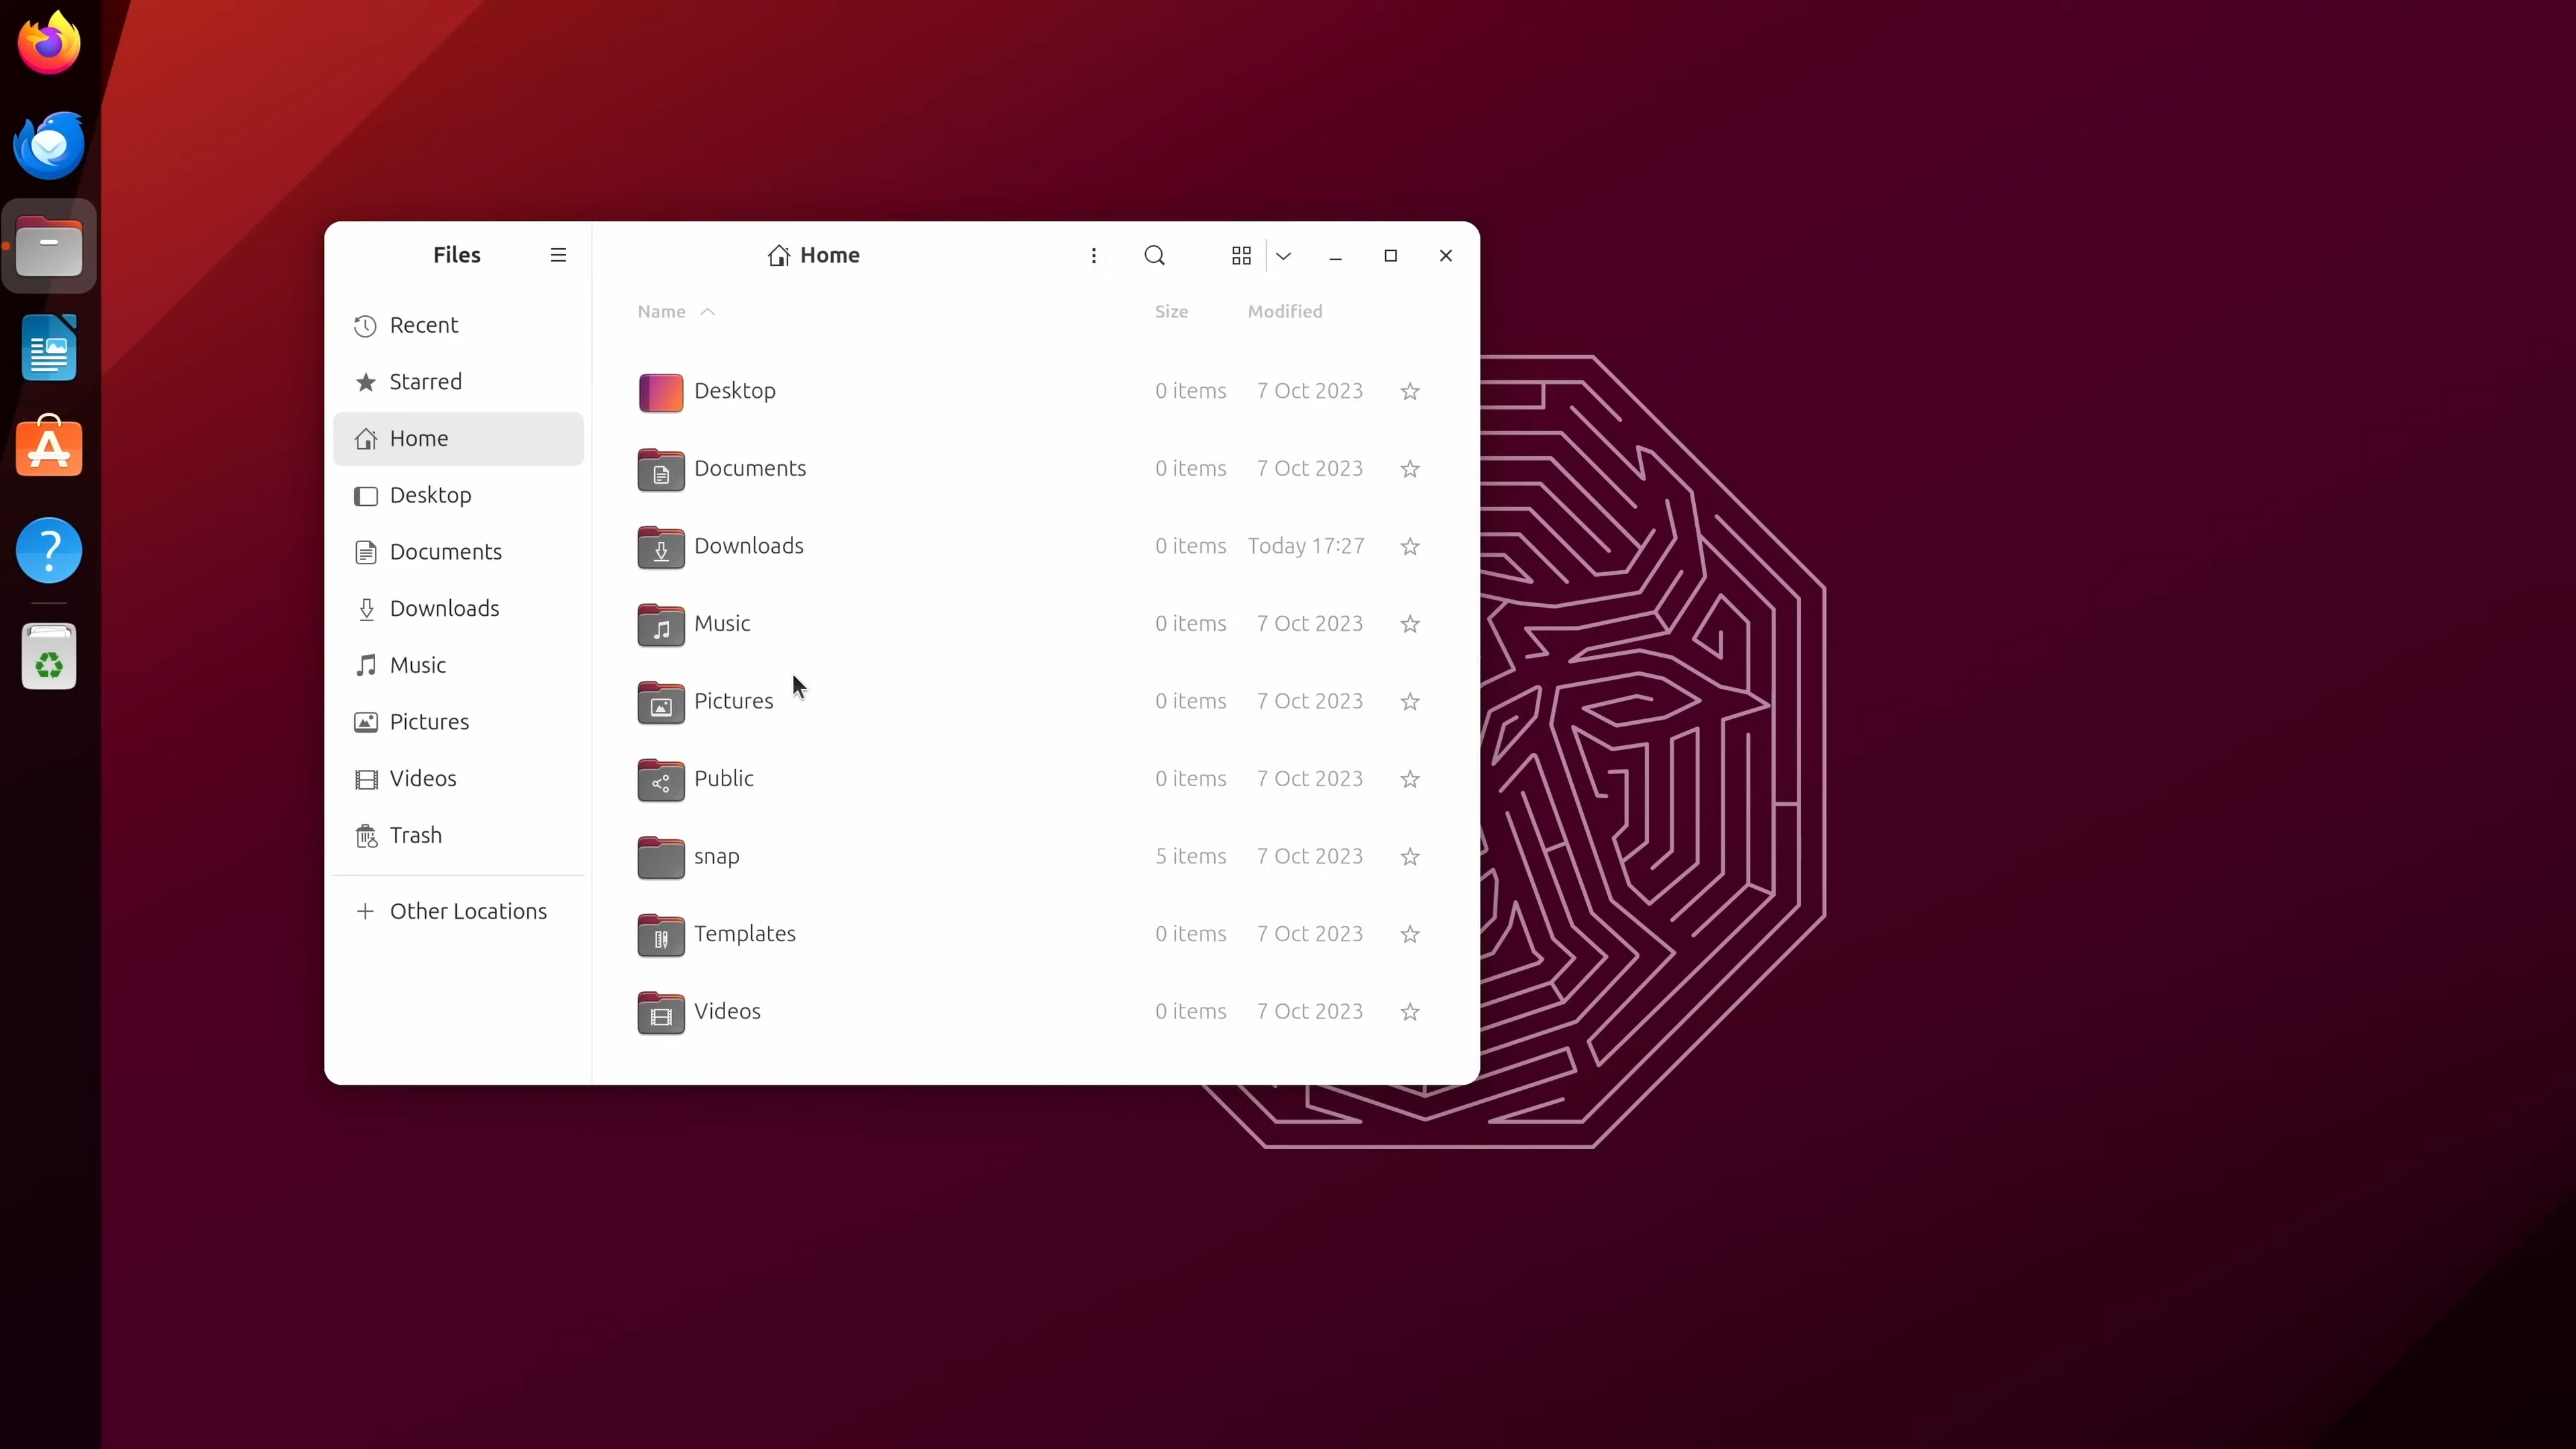 Files
Home
Recent
Starred
Home
Desktop
Documents
Downloads
Music
Pictures
Videos
Trash
Other Locations
Name Size Modified
Desktop 0 items 7 Oct 2023
Documents 0 items 7 Oct 2023
Downloads 0 items Today 17:27
Music 0 items 7 Oct 2023
Pictures 0 items 7 Oct 2023
Public 0 items 7 Oct 2023
snap 5 items 7 Oct 2023
Templates 0 items 7 Oct 2023
Videos 0 items 7 Oct 2023